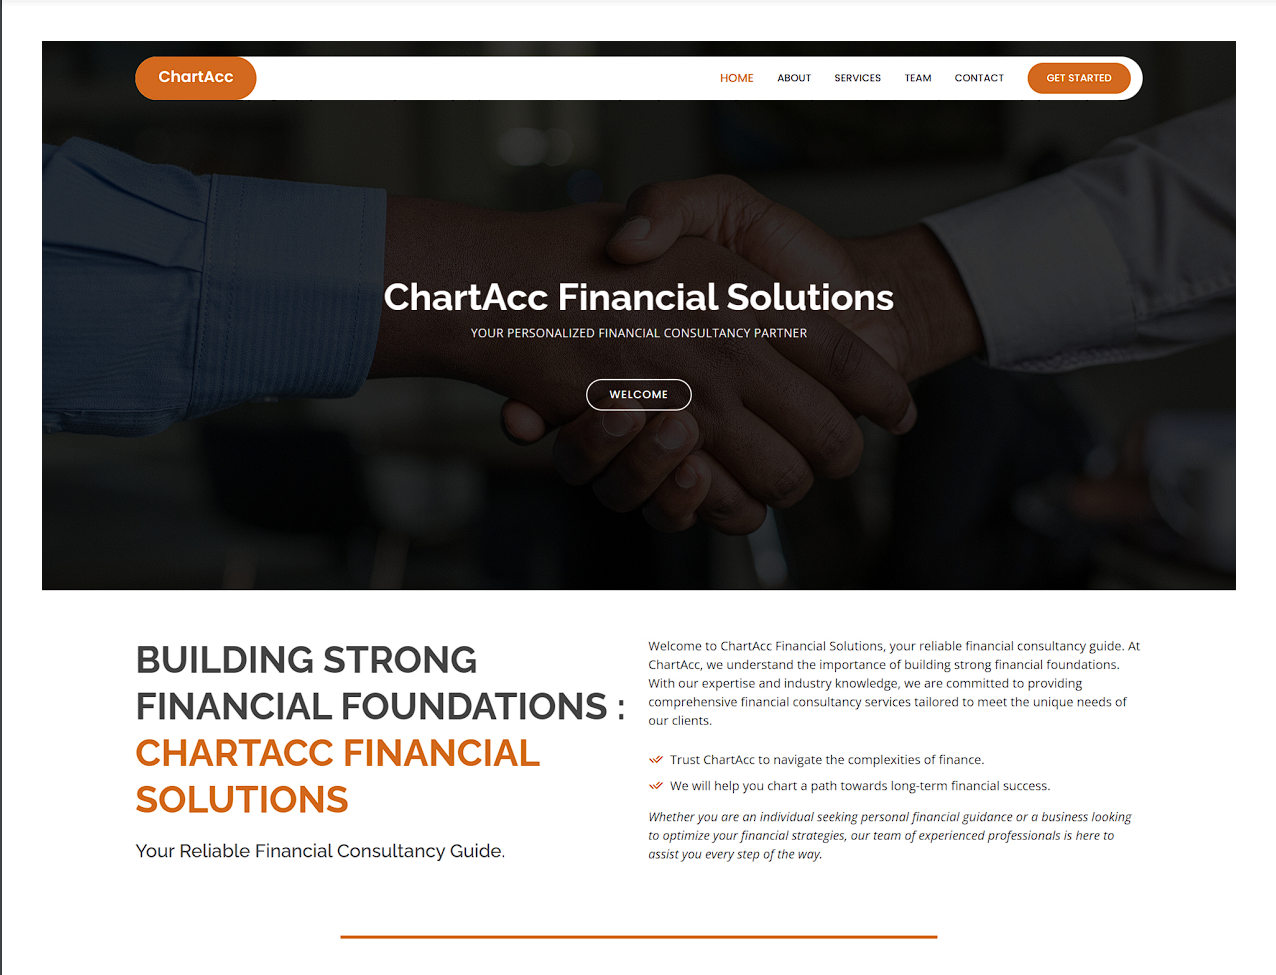 ChartAcc
HOME ABOUT SERVICES TEAM CONTACT GET STARTED
ChartAcc Financial Solutions
YOUR PERSONALIZED FINANCIAL CONSULTANCY PARTNER
WELCOME
BUILDING STRONG
FINANCIAL FOUNDATIONS :
CHARTACC FINANCIAL
SOLUTIONS
Your Reliable Financial Consultancy Guide.
Welcome to ChartAcc Financial Solutions, your reliable financial consultancy guide. At
ChartAcc, we understand the importance of building strong financial foundations.
With our expertise and industry knowledge, we are committed to providing
comprehensive financial consultancy services tailored to meet the unique needs of
our clients.
Trust ChartAcc to navigate the complexities of finance.
We will help you chart a path towards long-term financial success.
Whether you are an individual seeking personal financial guidance or a business looking
to optimize your financial strategies, our team of experienced professionals is here to
assist you every step of the way.